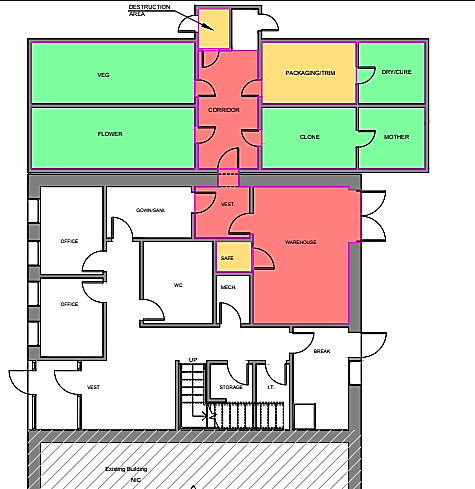 DESTRUCTION
AREA
VEG
PACKAGING/TRIM
DRY/CURE
CORRIDOR
FLOWER
CLONE
MOTHER
GOWN/SANI.
VEST.
OFFICE
WAREHOUSE
SAFE
WC
MECH.
OFFICE
BREAK
UP
VEST
STORAGE
I.T.
Existing Building
NIC